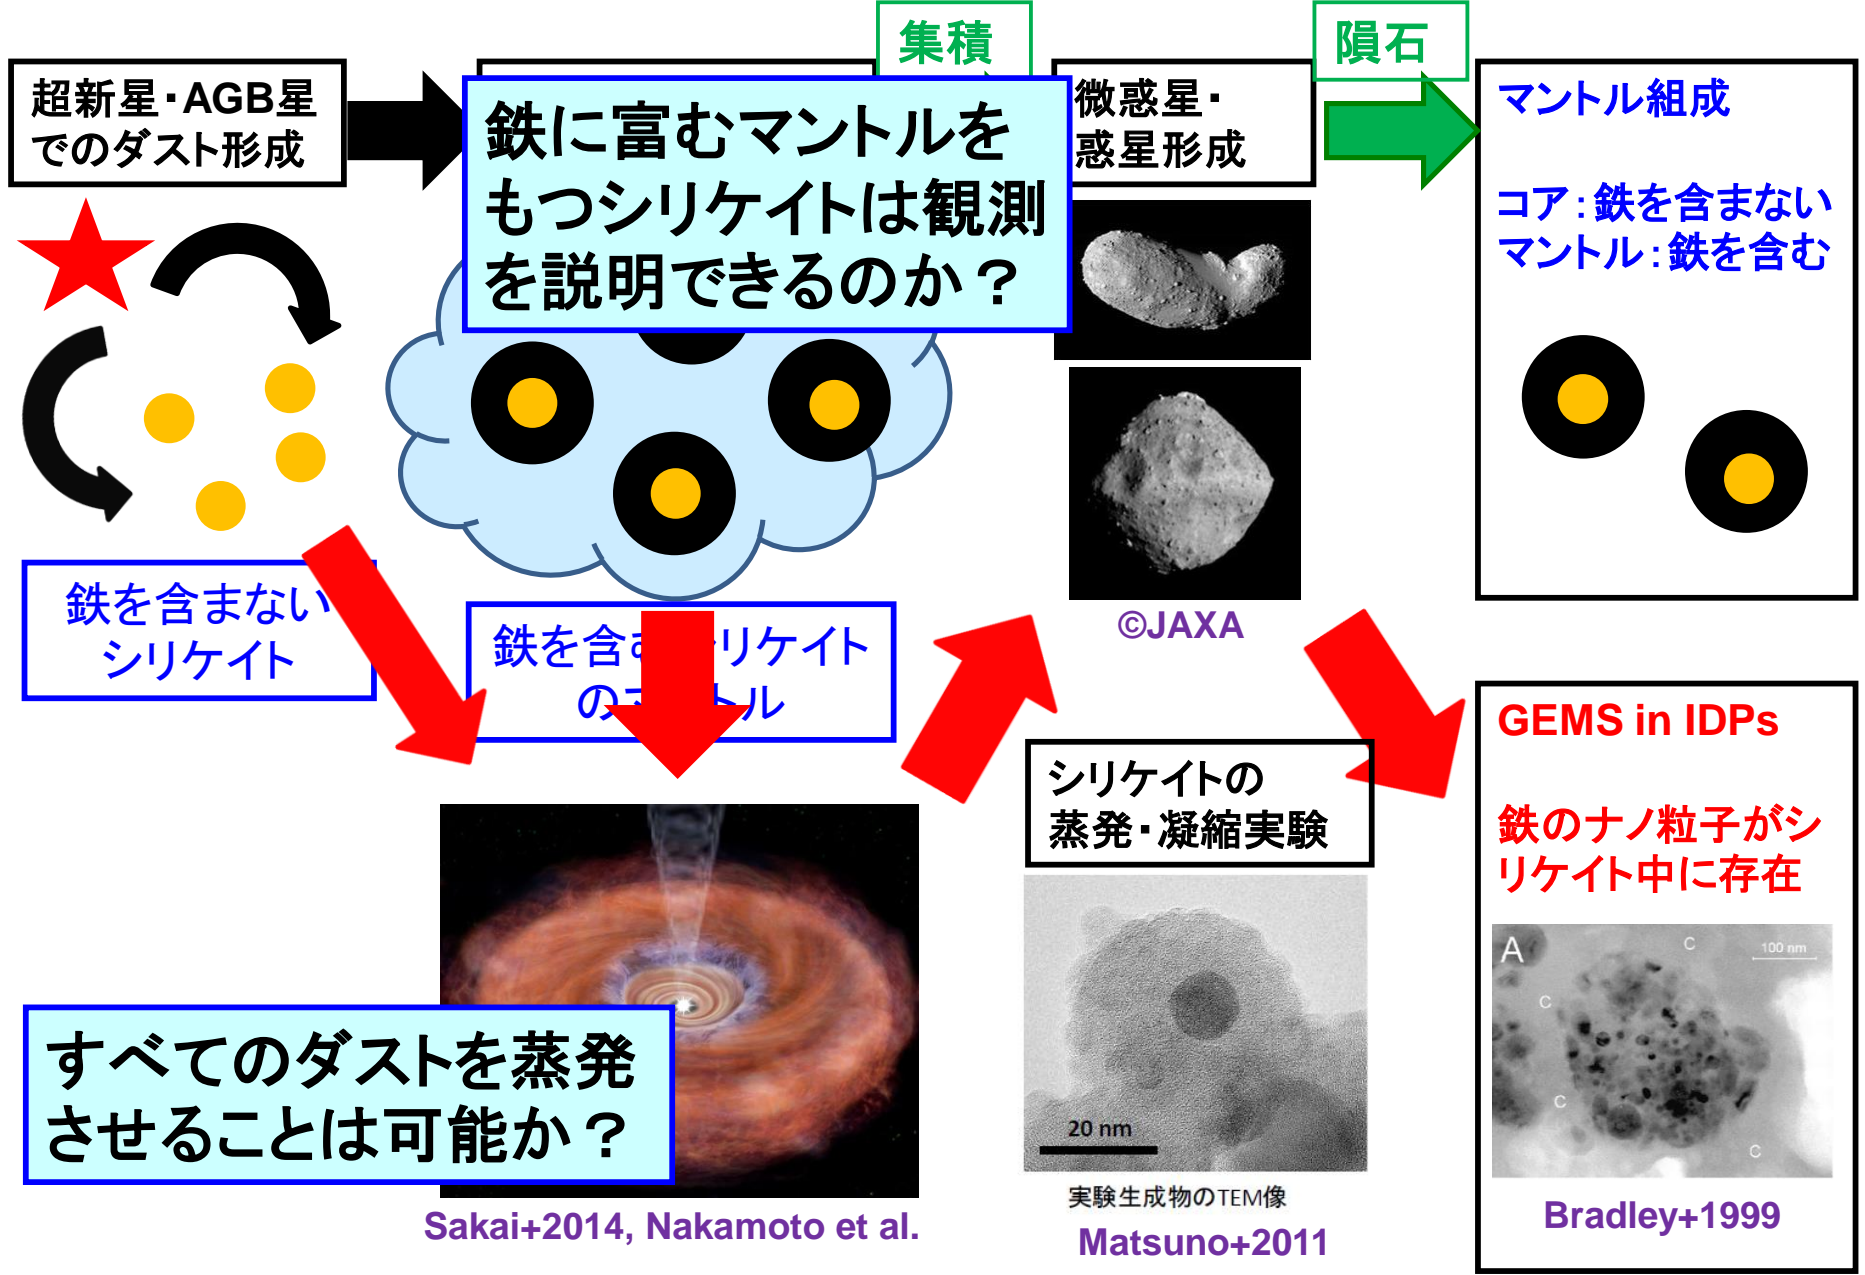 集積
隕石
超新星・AGB星
でのダスト形成
鉄に富むマントルを
もつシリケイトは観測
を説明できるのか？
微惑星・
惑星形成
マントル組成
コア：鉄を含まない
マントル：鉄を含む
鉄を含まない
シリケイト
鉄を含むシリケイト
のマントル
©JAXA
GEMS in IDPs
鉄のナノ粒子がシ
リケイト中に存在
シリケイトの
蒸発・凝縮実験
A
C
100 nm
C
C
C
20 nm
すべてのダストを蒸発
させることは可能か？
実験生成物のTEM像
Sakai+2014, Nakamoto et al.
Matsuno+2011
Bradley+1999